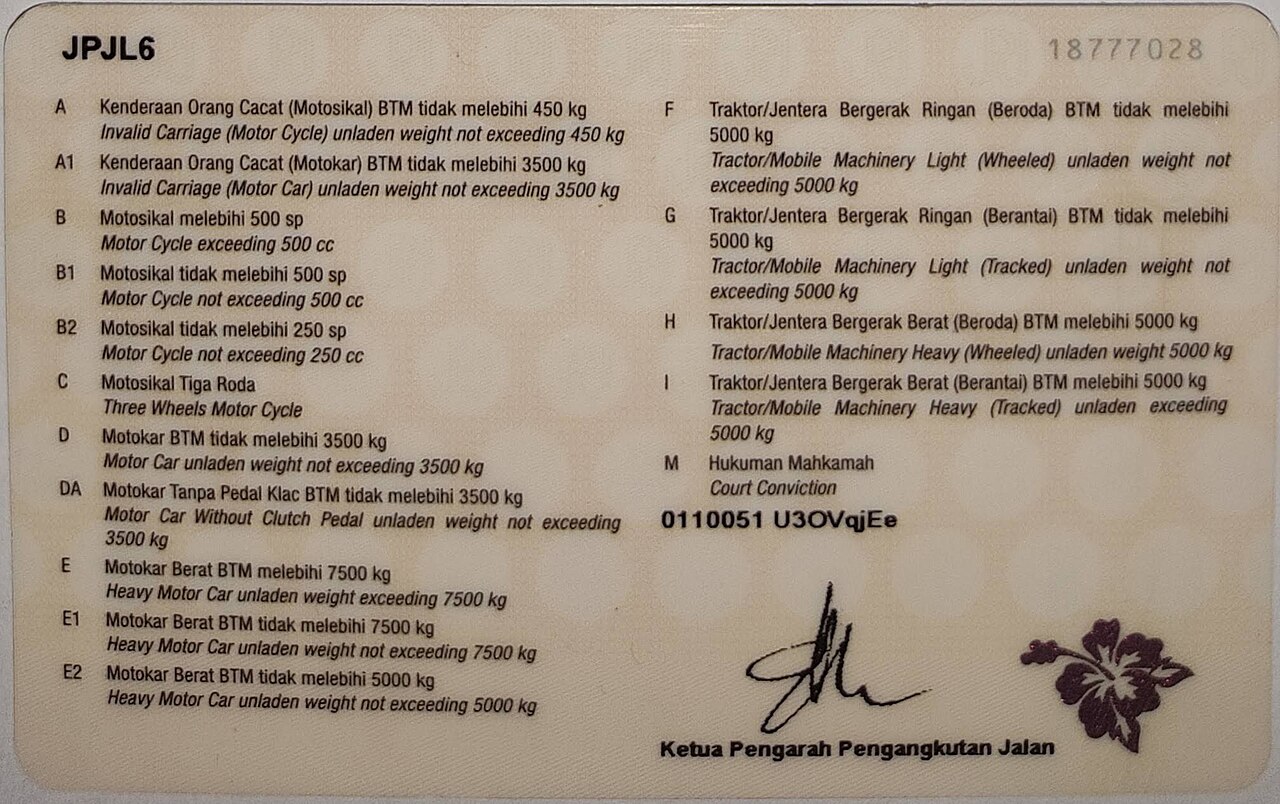 JPJL6
18777028
A Kenderaan Orang Cacat (Motosikal) BTM tidak melebihi 450 kg
Invalid Carriage (Motor Cycle) unladen weight not exceeding 450 kg
A1 Kenderaan Orang Cacat (Motokar) BTM tidak melebihi 3500 kg
Invalid Carriage (Motor Car) unladen weight not exceeding 3500 kg
B Motosikal melebihi 500 sp
Motor Cycle exceeding 500 cc
B1 Motosikal tidak melebihi 500 sp
Motor Cycle not exceeding 500 cc
B2 Motosikal tidak melebihi 250 sp
Motor Cycle not exceeding 250 cc
C Motosikal Tiga Roda
Three Wheels Motor Cycle
D Motokar BTM tidak melebihi 3500 kg
Motor Car unladen weight not exceeding 3500 kg
DA Motokar Tanpa Pedal Klac BTM tidak melebihi 3500 kg
Motor Car Without Clutch Pedal unladen weight not exceeding
3500 kg
E Motokar Berat BTM melebihi 7500 kg
Heavy Motor Car unladen weight exceeding 7500 kg
E1 Motokar Berat BTM tidak melebihi 7500 kg
Heavy Motor Car unladen weight not exceeding 7500 kg
E2 Motokar Berat BTM tidak melebihi 5000 kg
Heavy Motor Car unladen weight not exceeding 5000 kg
F Traktor/Jentera Bergerak Ringan (Beroda) BTM tidak melebihi
5000 kg
Tractor/Mobile Machinery Light (Wheeled) unladen weight not
exceeding 5000 kg
G Traktor/Jentera Bergerak Ringan (Berantai) BTM tidak melebihi
5000 kg
Tractor/Mobile Machinery Light (Tracked) unladen weight not
exceeding 5000 kg
H Traktor/Jentera Bergerak Berat (Beroda) BTM melebihi 5000 kg
Tractor/Mobile Machinery Heavy (Wheeled) unladen weight 5000 kg
I Traktor/Jentera Bergerak Berat (Berantai) BTM melebihi 5000 kg
Tractor/Mobile Machinery Heavy (Tracked) unladen exceeding
5000 kg
M Hukuman Mahkamah
Court Conviction
0110051 U3OVqjEe
Ketua Pengarah Pengangkutan Jalan